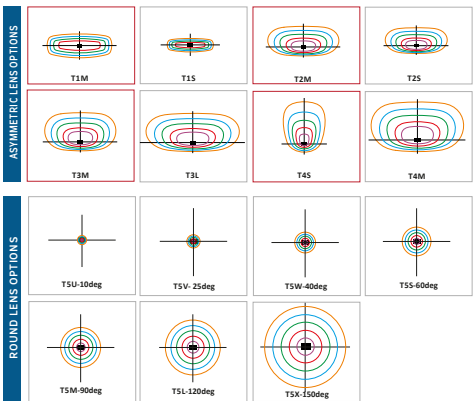 ASYMMETRIC LENS OPTIONS
T1M
T1S
T2M
T2S
T3M
T3L
T4S
T4M
ROUND LENS OPTIONS
T5U-10deg
T5V- 25deg
T5W-40deg
T5S-60deg
T5M-90deg
T5L-120deg
T5X-150deg